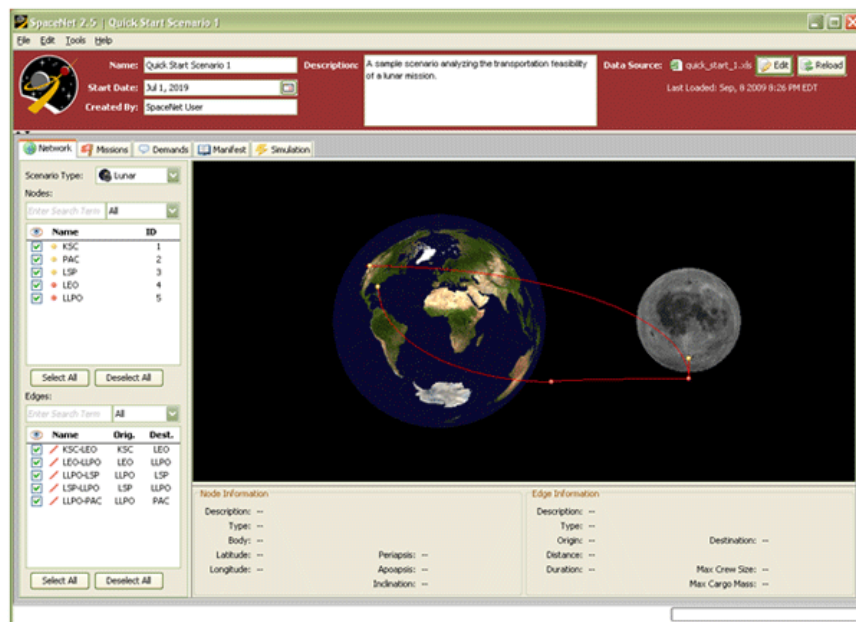 SpaceNet 2.5 | Quick Start Scenario 1
File Edit Tools Help
Name: Quick Start Scenario 1
Start Date: Jul 1, 2019
Created By: SpaceNet User
Description: A sample scenario analyzing the transportation feasibility
of a lunar mission.
Data Source: quick_start_1.xls Edit Reload
Last Loaded: Sep, 8 2009 8:26 PM EDT
Network Missions Demands Manifest Simulation
Scenario Type: Lunar
Nodes:
Enter Search Term All
Name ID
KSC 1
PAC 2
LSP 3
LEO 4
LLPO 5
Select All Deselect All
Edges:
Enter Search Term All
Name Orig. Dest.
KSC-LEO KSC LEO
LEO-LLPO LEO LLPO
LLPO-LSP LLPO LSP
LSP-LLPO LSP LLPO
LLPO-PAC LLPO PAC
Select All Deselect All
Node Information
Description: --
Type: --
Body: --
Latitude: -- Periapsis: --
Longitude: -- Apoapsis: --
Inclination: --
Edge Information
Description: --
Type: --
Origin: -- Destination: --
Distance: --
Duration: -- Max Crew Size: --
Max Cargo Mass: --